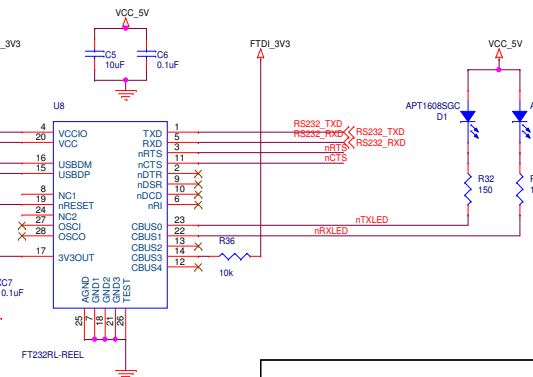 VCC_5V
_3V3
FTDI_3V3
VCC_5V
C5
10uF
C6
0.1uF
U8
APT1608SGC
D1
A
4 VCCIO
20 VCC
16 USBDM
15 USBDP
8 NC1
19 nRESET
24 NC2
27 OSCI
28 OSCO
17 3V3OUT
TXD 1
RXD 5
nRTS 3
nCTS 11
nDTR 2
nDSR 9
nDCD 10
nRI 6
CBUS0 23
CBUS1 22
CBUS2 13
CBUS3 14
CBUS4 12
RS232_TXD
RS232_RXD
nRTS
nCTS
RS232_TXD
RS232_RXD
R32
150
nTXLED
nRXLED
R36
10k
C7
0.1uF
AGND
GND1
GND2
GND3
TEST
25
7
18
21
26
FT232RL-REEL